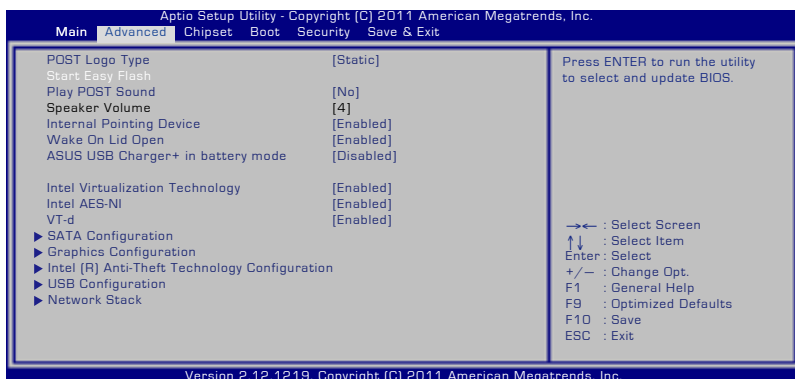 Aptio Setup Utility - Copyright (C) 2011 American Megatrends, Inc.
Main Advanced Chipset Boot Security Save & Exit
POST Logo Type [Static]
Start Easy Flash
Play POST Sound [No]
Speaker Volume [4]
Internal Pointing Device [Enabled]
Wake On Lid Open [Enabled]
ASUS USB Charger+ in battery mode [Disabled]
Intel Virtualization Technology [Enabled]
Intel AES-NI [Enabled]
VT-d [Enabled]
▶ SATA Configuration
▶ Graphics Configuration
▶ Intel (R) Anti-Theft Technology Configuration
▶ USB Configuration
▶ Network Stack
Press ENTER to run the utility
to select and update BIOS.
→← : Select Screen
↑↓ : Select Item
Enter : Select
+/— : Change Opt.
F1 : General Help
F9 : Optimized Defaults
F10 : Save
ESC : Exit
Version 2.12.1219. Copyright (C) 2011 American Megatrends, Inc.